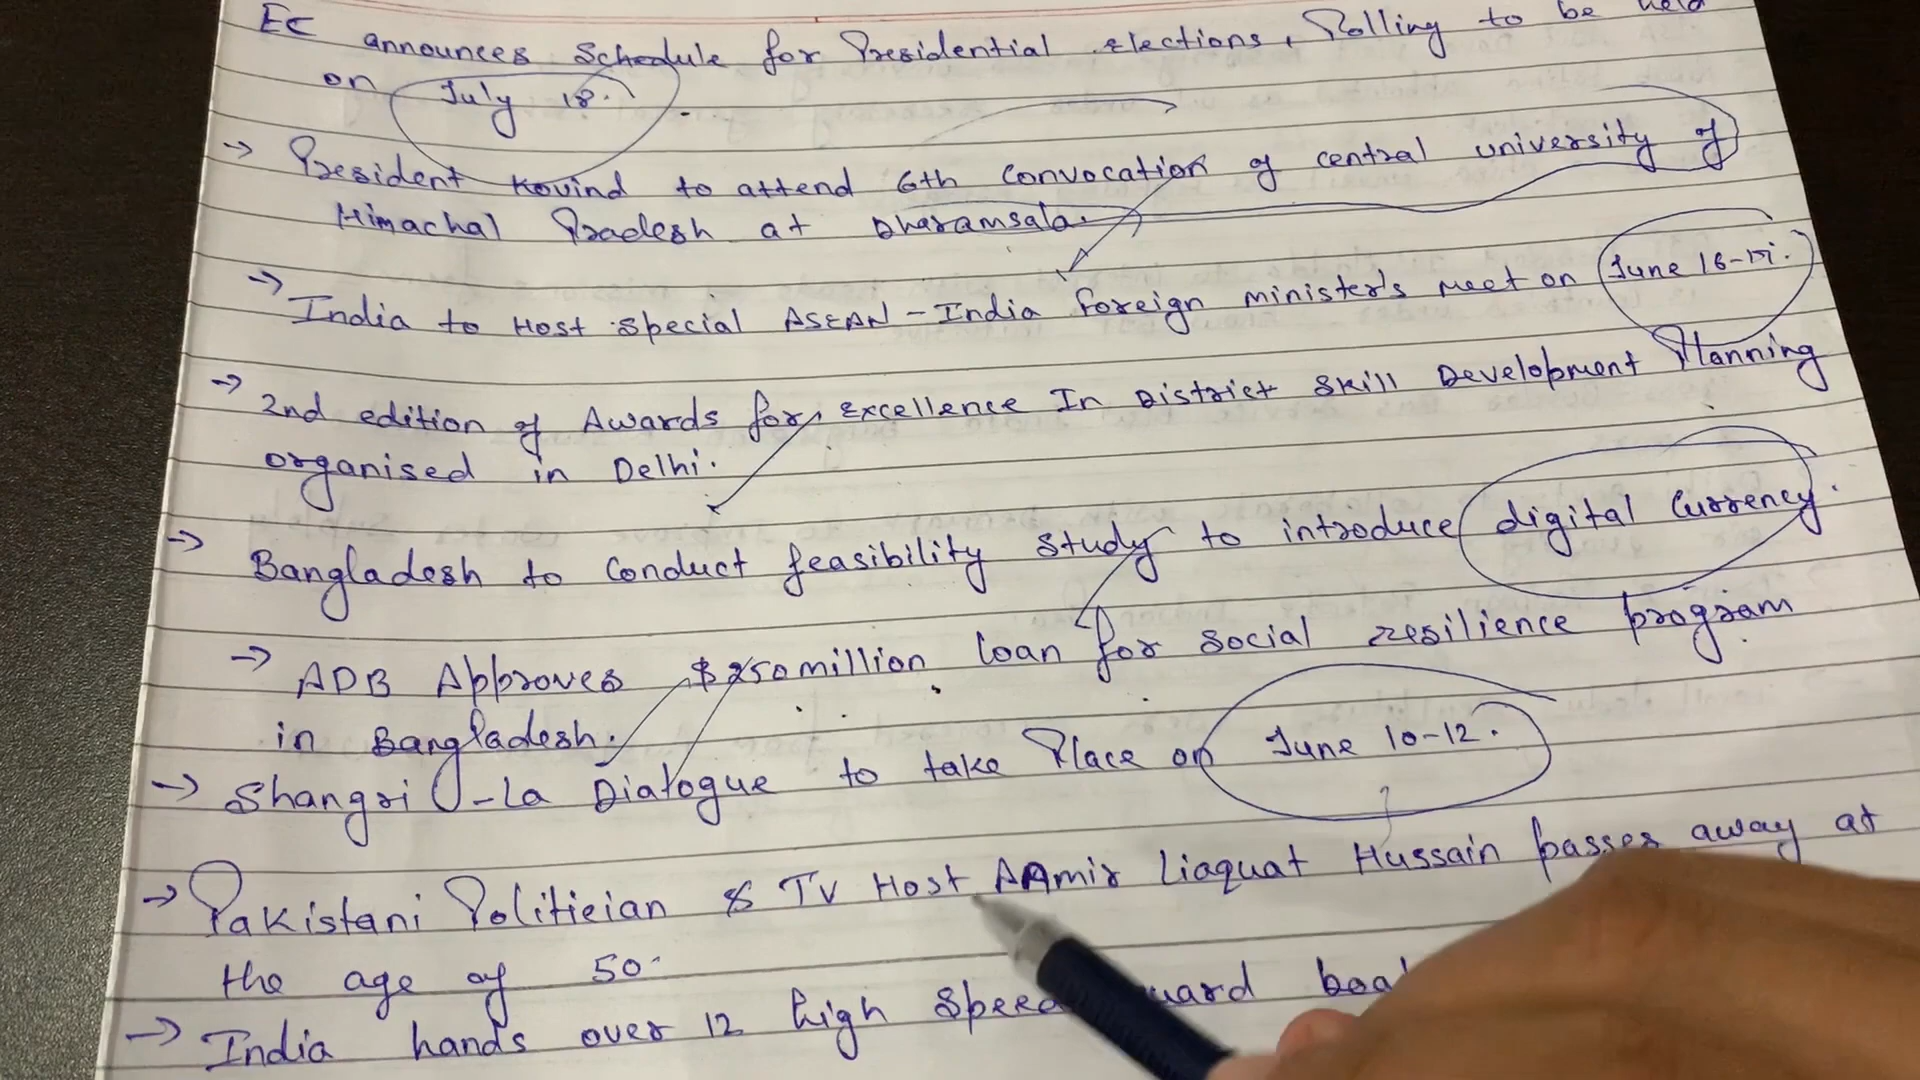 EC announces Schedule for Presidential elections, Polling to be held
on July 18.
→ President Kovind to attend 6th convocation of central university of
Himachal Pradesh at Dharamsala.
→ India to Host special ASEAN-India foreign minister's meet on June 16-17.
→ 2nd edition of Awards for excellence In District Skill Development Planning
organised in Delhi.
→ Bangladesh to conduct feasibility study to introduce digital currency.
→ ADB Approves $250 million loan for social resilience program
in Bangladesh.
→ Shangri-La Dialogue to take Place on June 10-12.
→ Pakistani Politician & TV Host AAmir Liaquat Hussain passes away at
the age of 50.
→ India hands over 12 high Speed